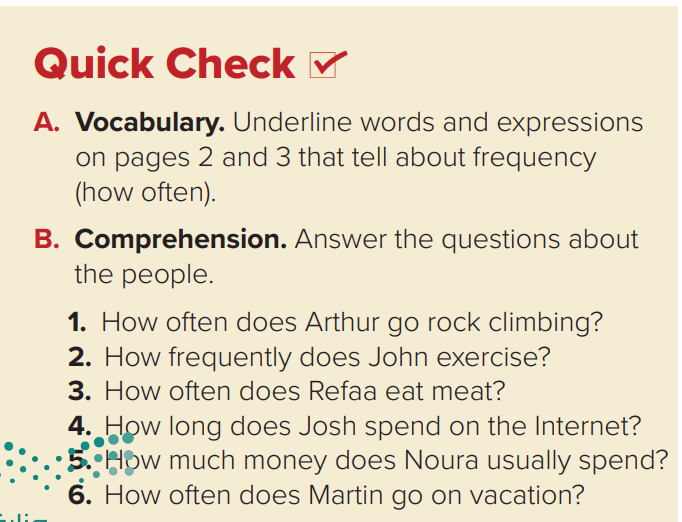 Quick Check
A. Vocabulary. Underline words and expressions
on pages 2 and 3 that tell about frequency
(how often).
B. Comprehension. Answer the questions about
the people.
1. How often does Arthur go rock climbing?
2. How frequently does John exercise?
3. How often does Refaa eat meat?
4. How long does Josh spend on the Internet?
5. How much money does Noura usually spend?
6. How often does Martin go on vacation?